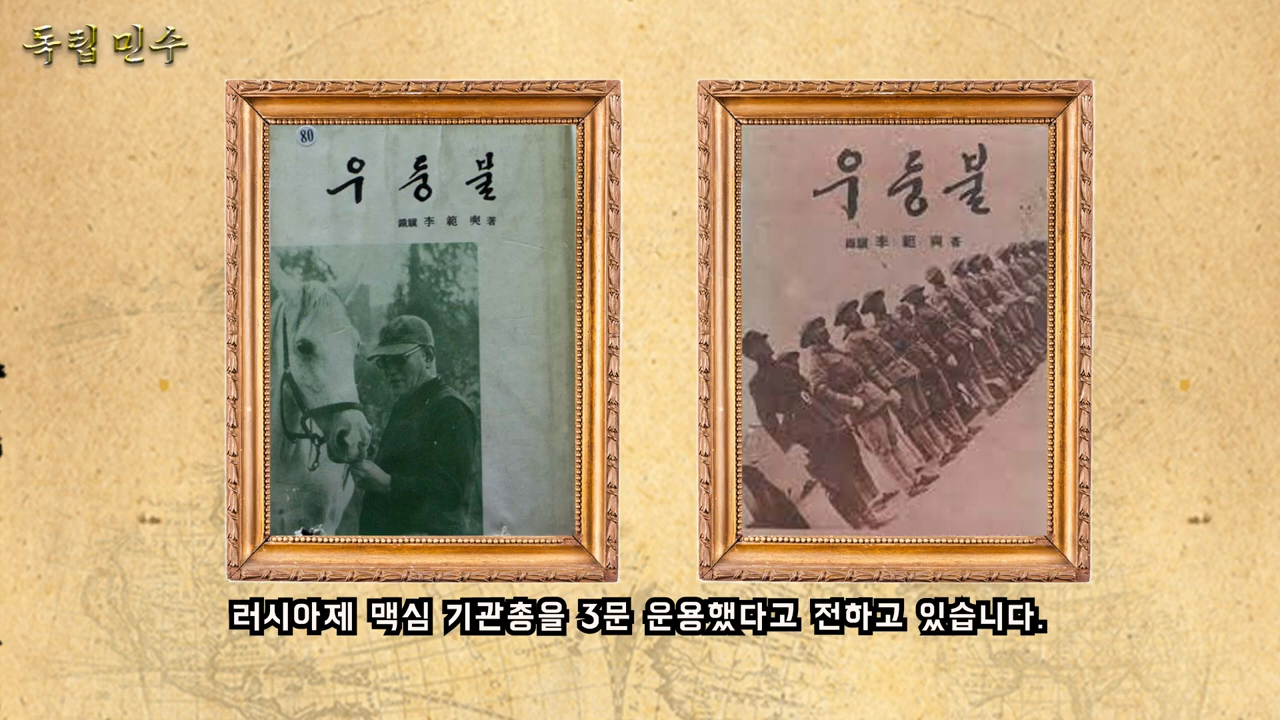 독립 민수
80
우둥불
鐵驥 李範奭 著
우둥불
鐵驥 李範奭 著
러시아제 맥심 기관총을 3문 운용했다고 전하고 있습니다.